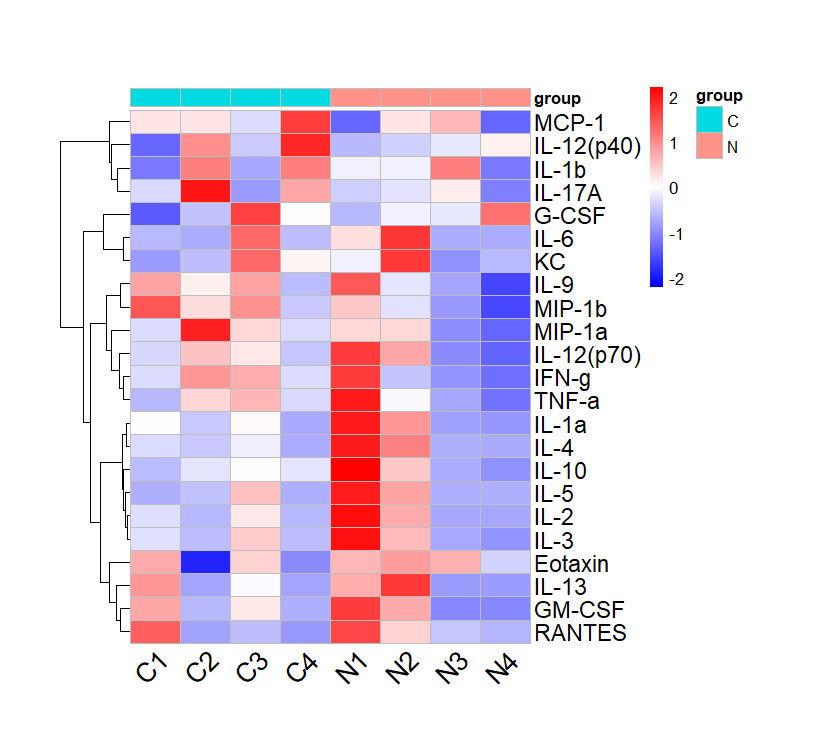 group
MCP-1
IL-12(p40)
IL-1b
IL-17A
G-CSF
IL-6
KC
IL-9
MIP-1b
MIP-1a
IL-12(p70)
IFN-g
TNF-a
IL-1a
IL-4
IL-10
IL-5
IL-2
IL-3
Eotaxin
IL-13
GM-CSF
RANTES
C1 C2 C3 C4 N1 N2 N3 N4
2
1
0
-1
-2
group
C
N